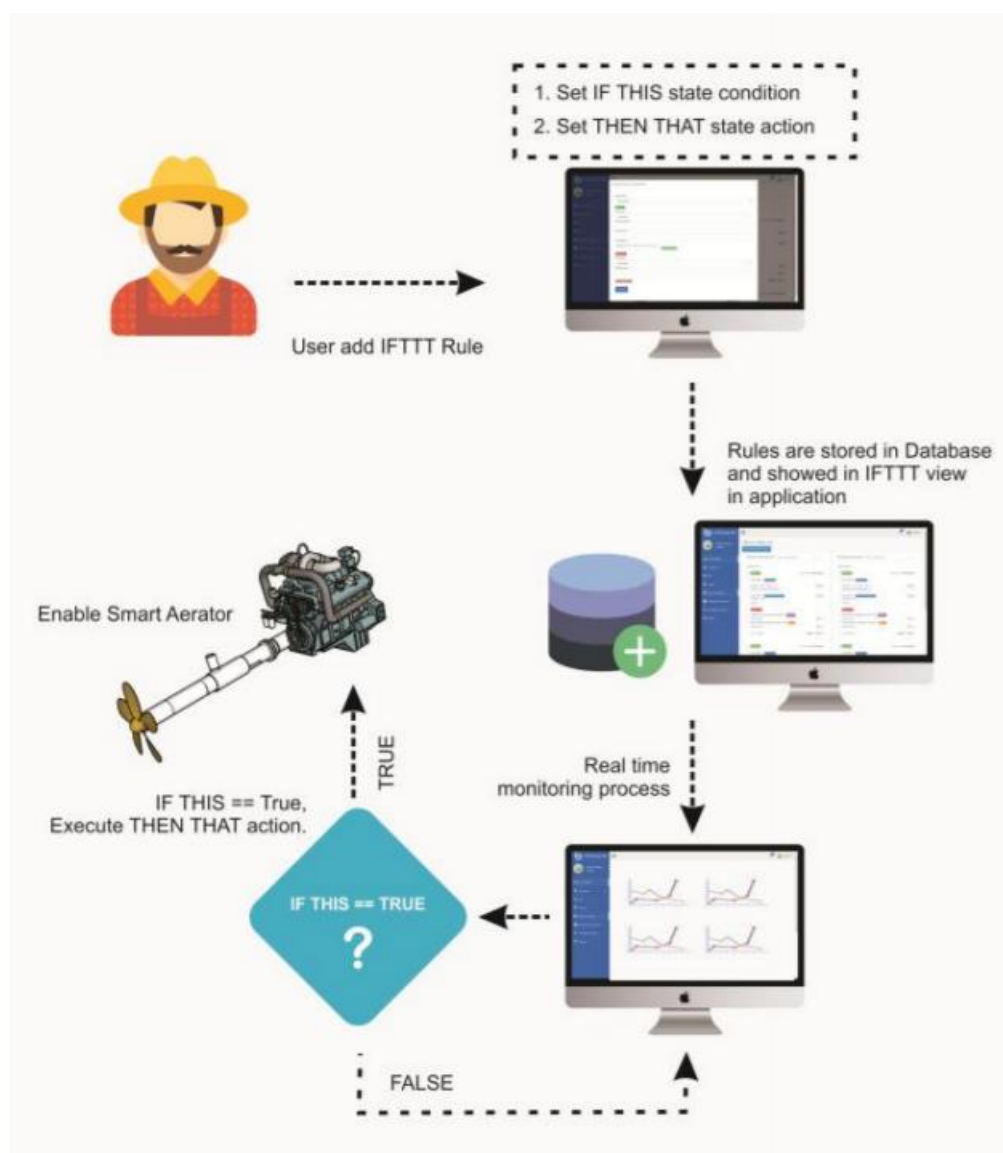 1. Set IF THIS state condition
2. Set THEN THAT state action
User add IFTTT Rule
Rules are stored in Database
and showed in IFTTT view
in application
Enable Smart Aerator
Real time
monitoring process
TRUE
IF THIS == True,
Execute THEN THAT action.
IF THIS == TRUE
?
FALSE